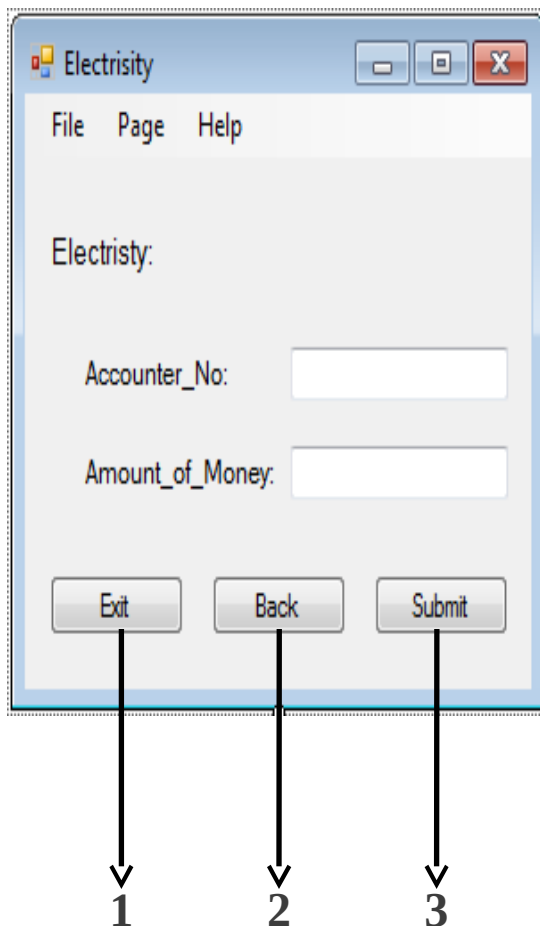 Electrisity
File Page Help
Electristy:
Accounter_No:
Amount_of_Money:
Exit Back Submit
1 2 3